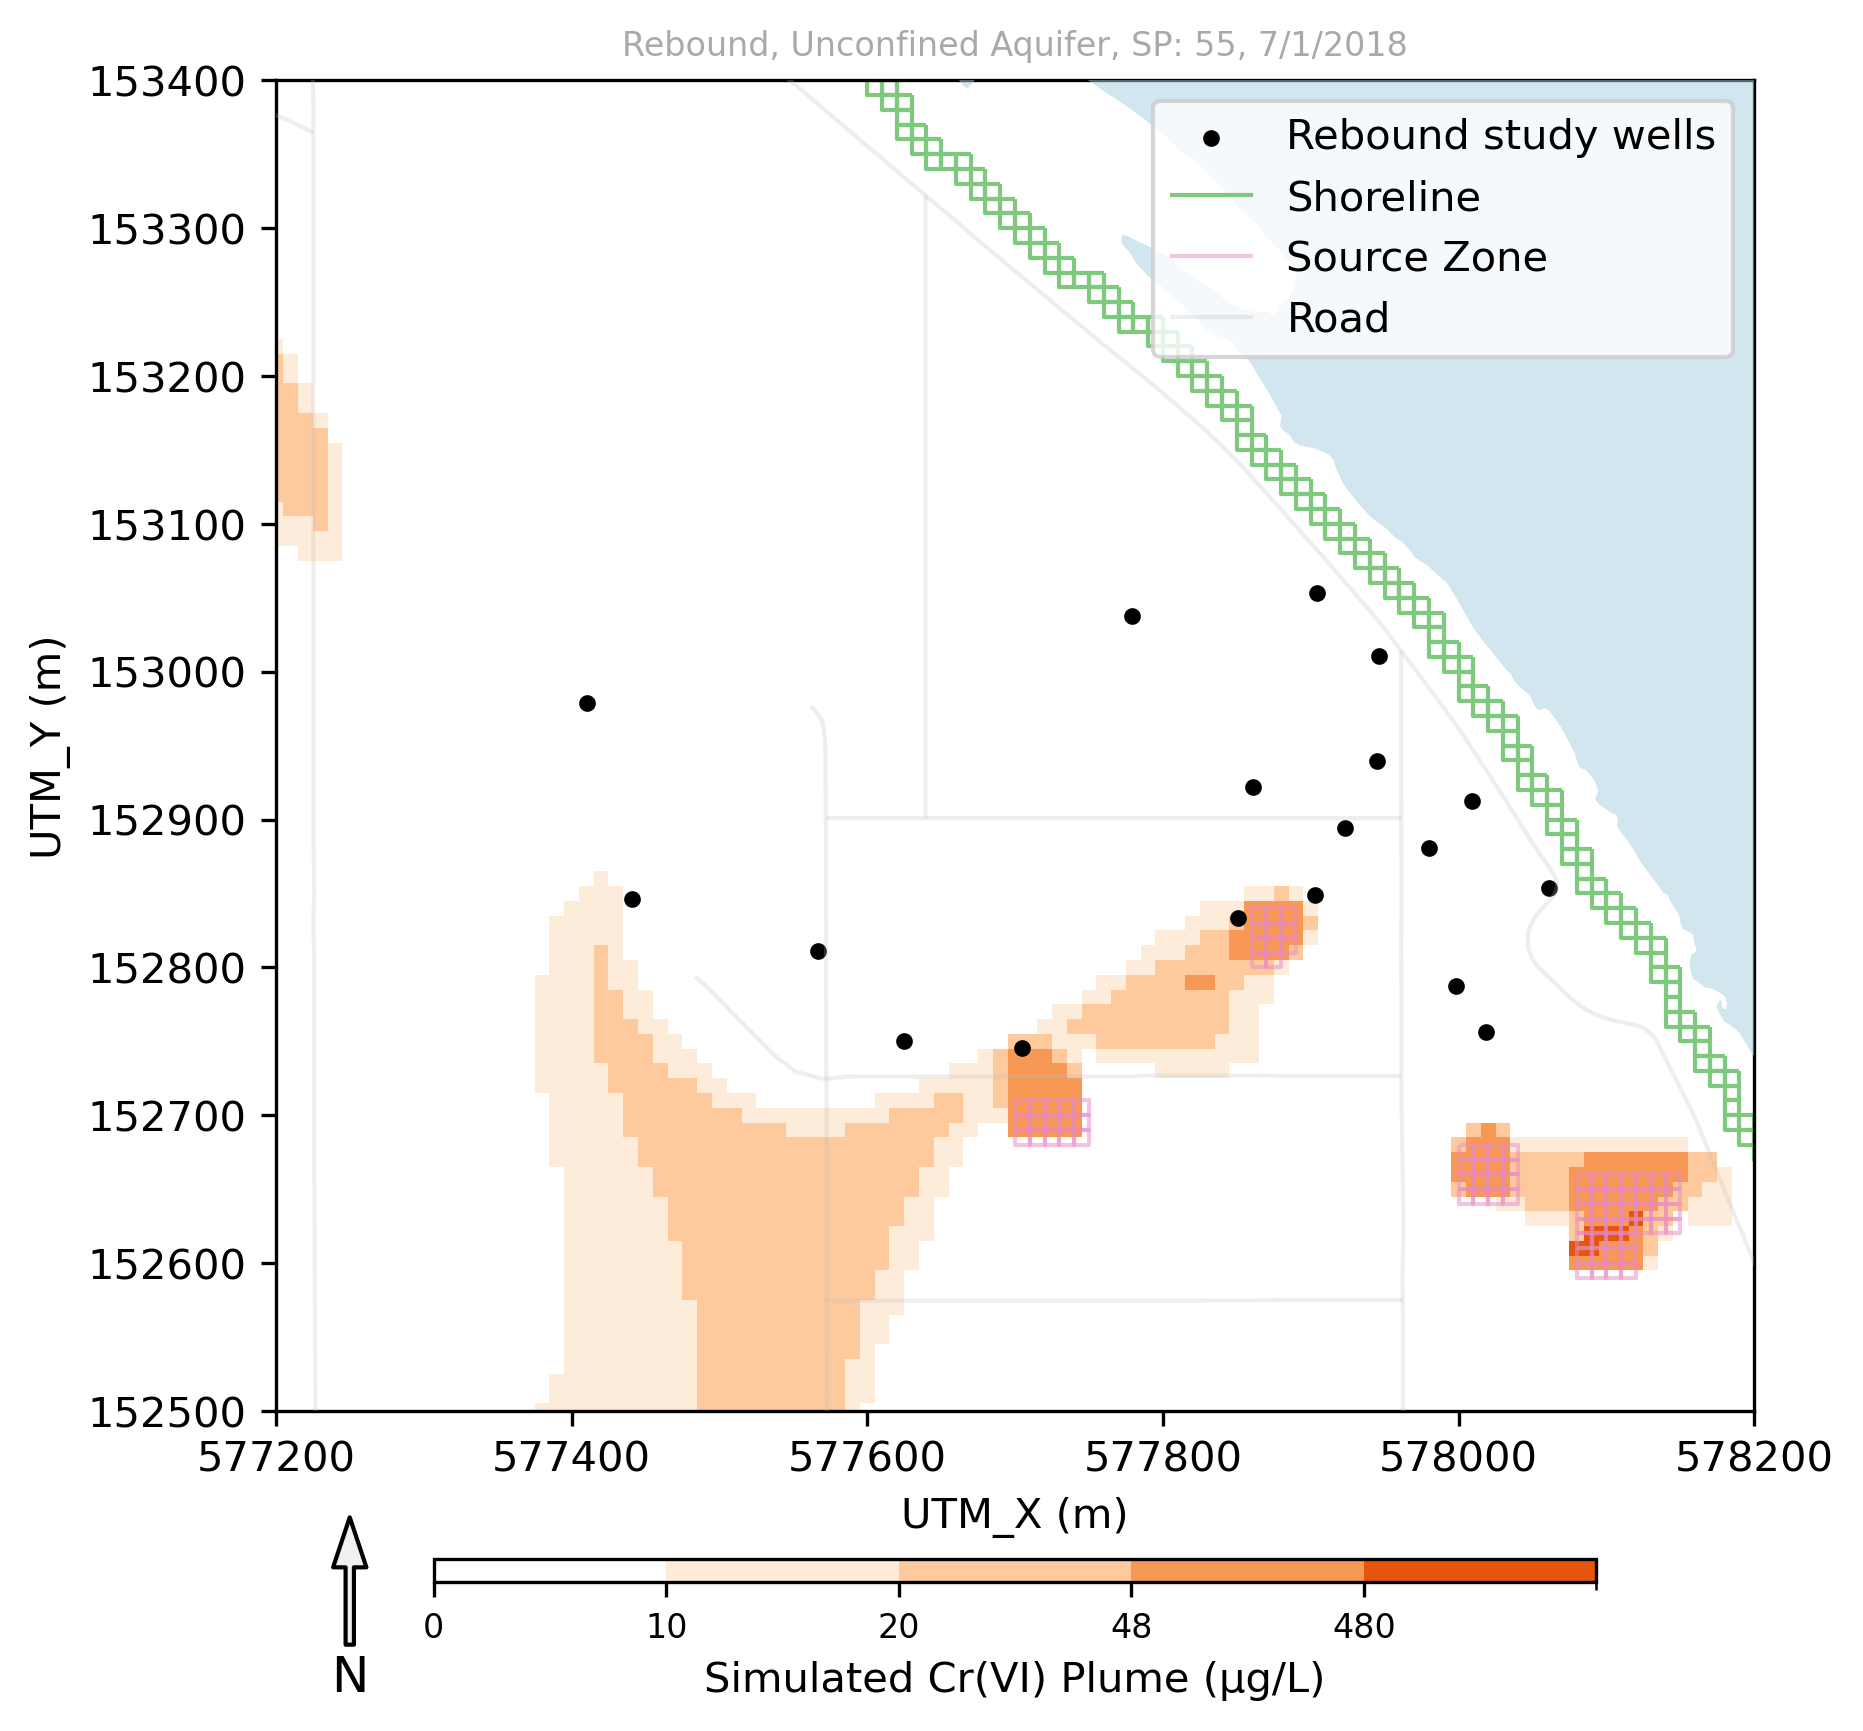 Rebound, Unconfined Aquifer, SP: 55, 7/1/2018
153400
153300
153200
153100
153000
152900
152800
152700
152600
152500
UTM_Y (m)
Rebound study wells
Shoreline
Source Zone
Road
577200
577400
577600
577800
578000
578200
UTM_X (m)
N
0
10
20
48
480
Simulated Cr(VI) Plume (μg/L)